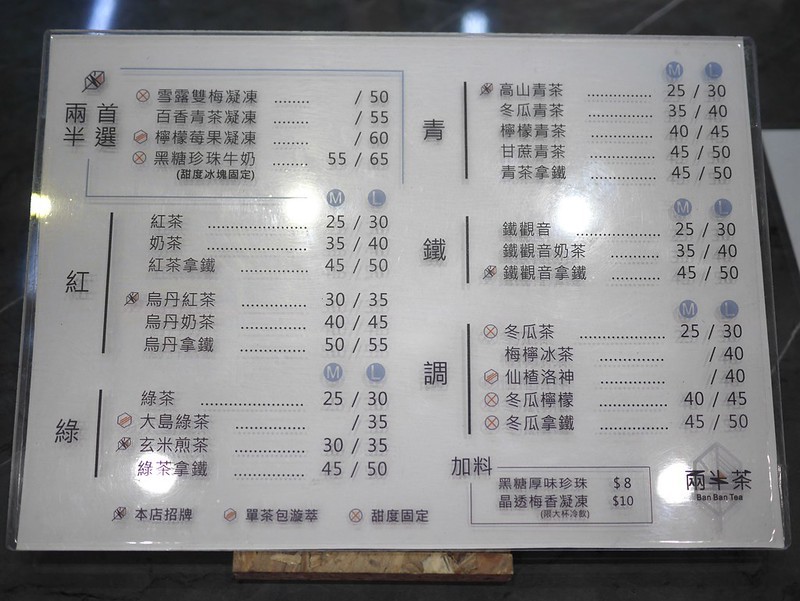 兩半首選
雪露雙梅凝凍 ........ / 50
百香青茶凝凍 ........ / 55
檸檬莓果凝凍 ........ / 60
黑糖珍珠牛奶 ........ 55 / 65
(甜度冰塊固定)
紅
M L
紅茶 ........ 25 / 30
奶茶 ........ 35 / 40
紅茶拿鐵 ........ 45 / 50
烏丹紅茶 ........ 30 / 35
烏丹奶茶 ........ 40 / 45
烏丹拿鐵 ........ 50 / 55
綠
M L
綠茶 ........ 25 / 30
大島綠茶 ........ / 35
玄米煎茶 ........ 30 / 35
綠茶拿鐵 ........ 45 / 50
青
M L
高山青茶 ........ 25 / 30
冬瓜青茶 ........ 35 / 40
檸檬青茶 ........ 40 / 45
甘蔗青茶 ........ 45 / 50
青茶拿鐵 ........ 45 / 50
鐵
M L
鐵觀音 ........ 25 / 30
鐵觀音奶茶 ........ 35 / 40
鐵觀音拿鐵 ........ 45 / 50
調
M L
冬瓜茶 ........ 25 / 30
梅檸冰茶 ........ / 40
仙楂洛神 ........ / 40
冬瓜檸檬 ........ 40 / 45
冬瓜拿鐵 ........ 45 / 50
加料
黑糖厚味珍珠 $8
晶透梅香凝凍 $10
(限大杯冷飲)
兩半茶
Ban Ban Tea
本店招牌 單茶包漩萃 甜度固定